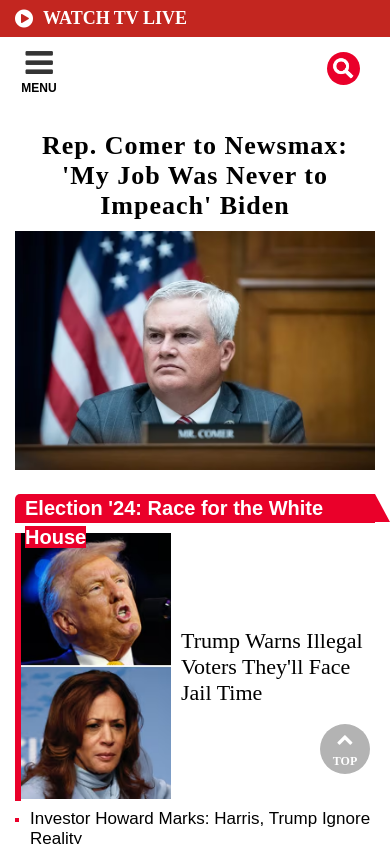 WATCH TV LIVE
MENU
Rep. Comer to Newsmax:
'My Job Was Never to
Impeach' Biden
MR. COMER
Election '24: Race for the White
House
Trump Warns Illegal
Voters They'll Face
Jail Time
TOP
Investor Howard Marks: Harris, Trump Ignore
Reality